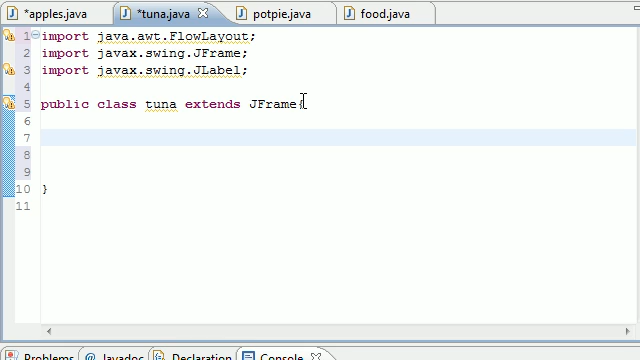 *apples.java *tuna.java potpie.java food.java
1 import java.awt.FlowLayout;
2 import javax.swing.JFrame;
3 import javax.swing.JLabel;
4
5 public class tuna extends JFrame{
6
7
8
9
10 }
11
Problems @ Javadoc Declaration Console